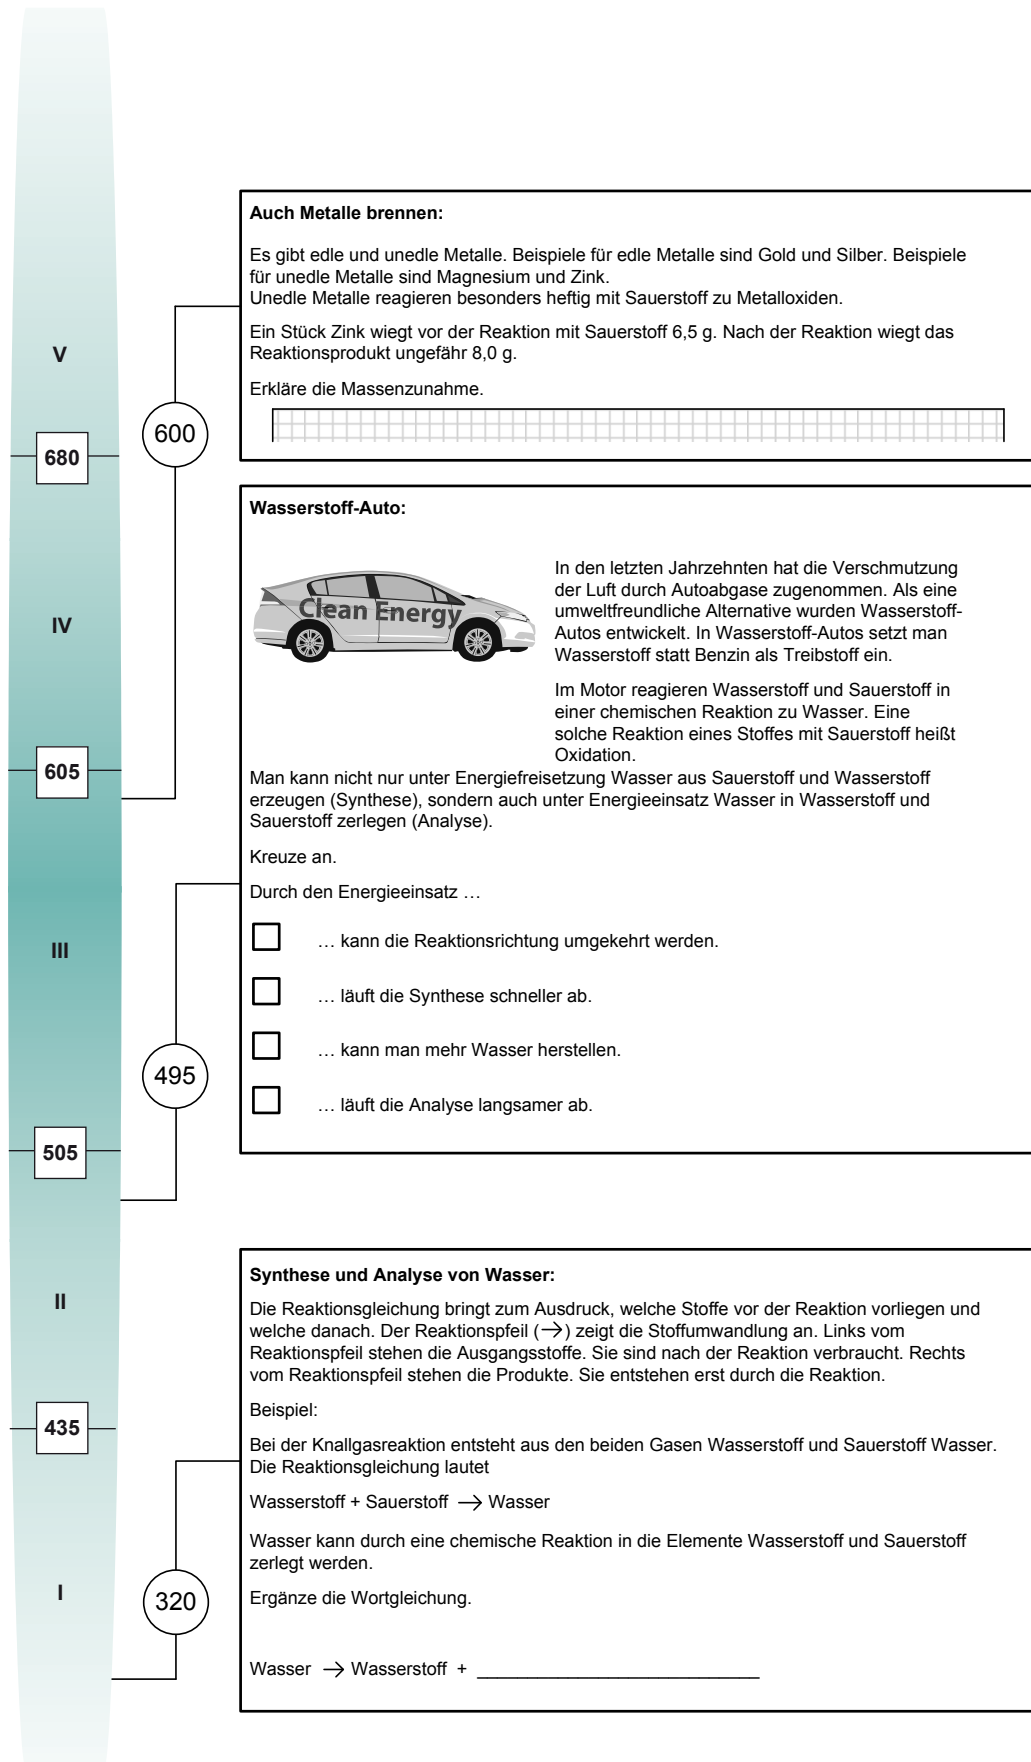 Auch Metalle brennen:
Es gibt edle und unedle Metalle. Beispiele für edle Metalle sind Gold und Silber. Beispiele
für unedle Metalle sind Magnesium und Zink.
Unedle Metalle reagieren besonders heftig mit Sauerstoff zu Metalloxiden.
Ein Stück Zink wiegt vor der Reaktion mit Sauerstoff 6,5 g. Nach der Reaktion wiegt das
Reaktionsprodukt ungefähr 8,0 g.
Erkläre die Massenzunahme.
V
600
680
Wasserstoff-Auto:
Clean Energy
In den letzten Jahrzehnten hat die Verschmutzung
der Luft durch Autoabgase zugenommen. Als eine
umweltfreundliche Alternative wurden Wasserstoff-
Autos entwickelt. In Wasserstoff-Autos setzt man
Wasserstoff statt Benzin als Treibstoff ein.
Im Motor reagieren Wasserstoff und Sauerstoff in
einer chemischen Reaktion zu Wasser. Eine
solche Reaktion eines Stoffes mit Sauerstoff heißt
Oxidation.
Man kann nicht nur unter Energiefreisetzung Wasser aus Sauerstoff und Wasserstoff
erzeugen (Synthese), sondern auch unter Energieeinsatz Wasser in Wasserstoff und
Sauerstoff zerlegen (Analyse).
Kreuze an.
Durch den Energieeinsatz …
… kann die Reaktionsrichtung umgekehrt werden.
… läuft die Synthese schneller ab.
… kann man mehr Wasser herstellen.
… läuft die Analyse langsamer ab.
IV
605
III
495
505
Synthese und Analyse von Wasser:
Die Reaktionsgleichung bringt zum Ausdruck, welche Stoffe vor der Reaktion vorliegen und
welche danach. Der Reaktionspfeil (→) zeigt die Stoffumwandlung an. Links vom
Reaktionspfeil stehen die Ausgangsstoffe. Sie sind nach der Reaktion verbraucht. Rechts
vom Reaktionspfeil stehen die Produkte. Sie entstehen erst durch die Reaktion.
Beispiel:
Bei der Knallgasreaktion entsteht aus den beiden Gasen Wasserstoff und Sauerstoff Wasser.
Die Reaktionsgleichung lautet
Wasserstoff + Sauerstoff → Wasser
Wasser kann durch eine chemische Reaktion in die Elemente Wasserstoff und Sauerstoff
zerlegt werden.
Ergänze die Wortgleichung.
Wasser → Wasserstoff + ______________________________
II
435
I
320